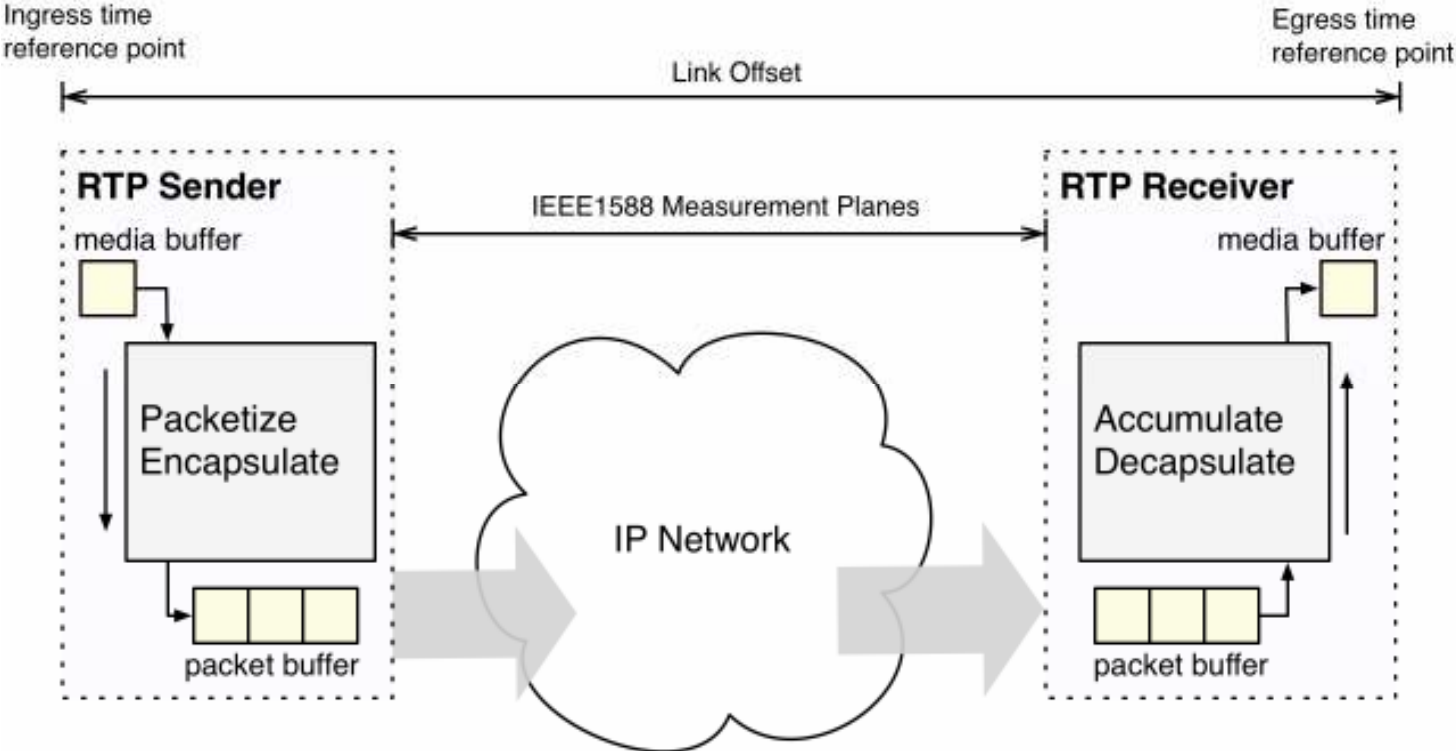 Ingress time
reference point
Egress time
reference point
Link Offset
RTP Sender
IEEE1588 Measurement Planes
RTP Receiver
media buffer
media buffer
Packetize
Encapsulate
Accumulate
Decapsulate
IP Network
packet buffer
packet buffer